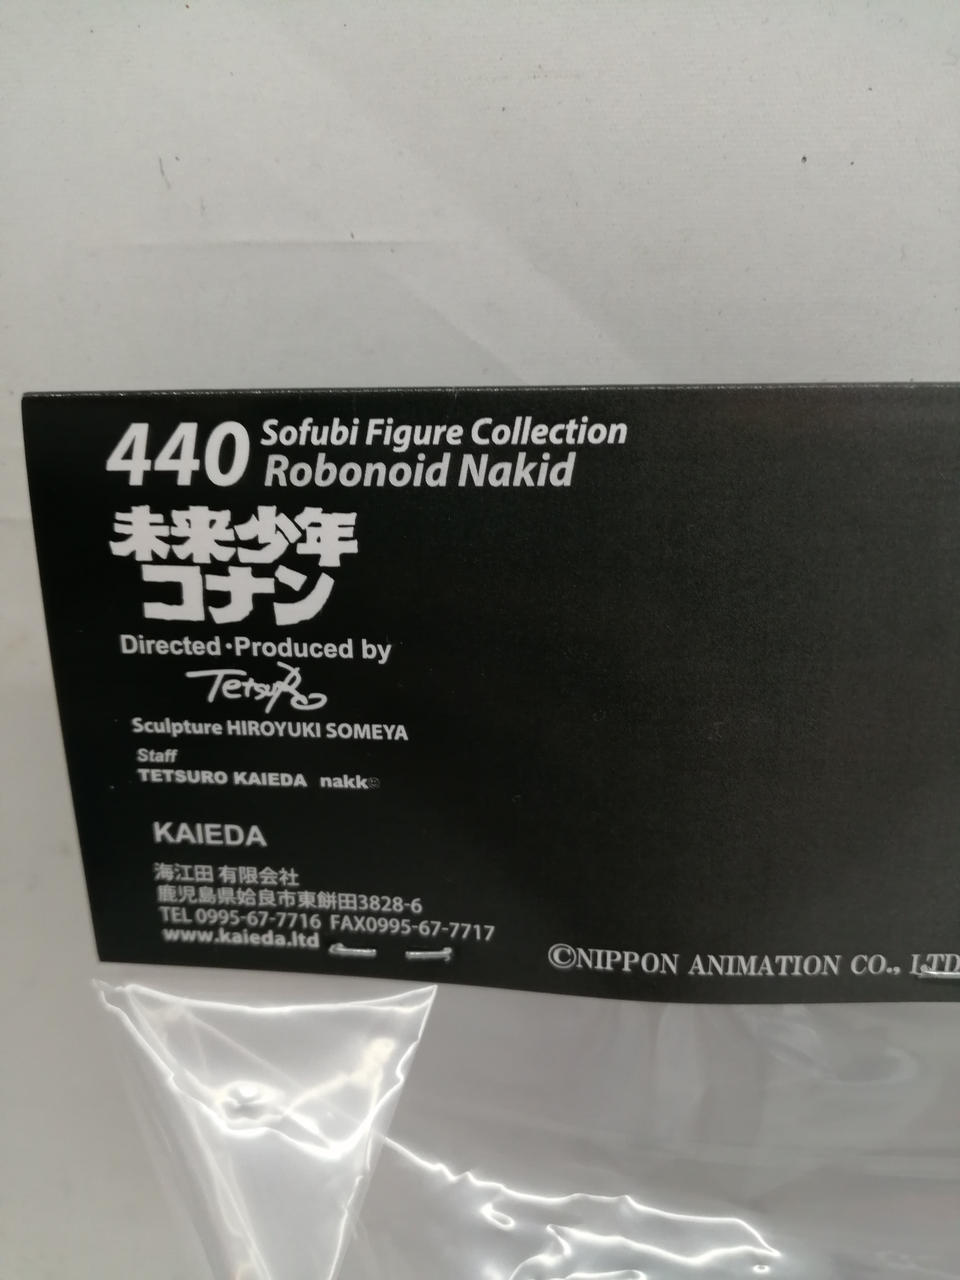 440 Sofubi Figure Collection
Robonoid Nakid
未来少年
コナン
Directed・Produced by
Tetsuro
Sculpture HIROYUKI SOMEYA
Staff
TETSURO KAIEDA nakk☺
KAIEDA
海江田 有限会社
鹿児島県姶良市東餅田3828-6
TEL 0995-67-7716 FAX0995-67-7717
www.kaieda.ltd
©NIPPON ANIMATION CO., LTD